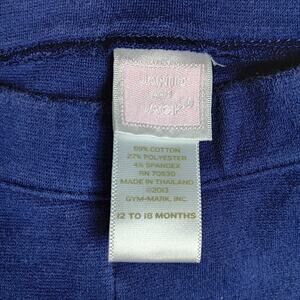 JANIE
AND
JACK
69% COTTON
27% POLYESTER
4% SPANDEX
RN 70530
MADE IN THAILAND
©2013
GYM-MARK, INC.
12 TO 18 MONTHS